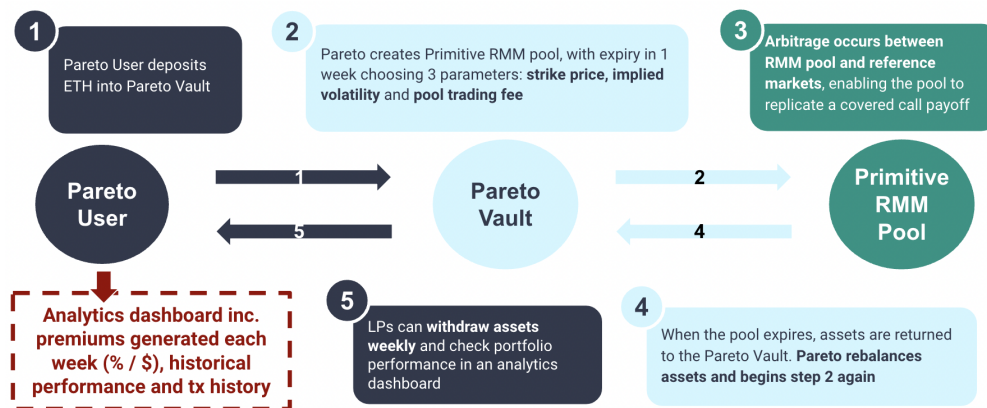 1
Pareto User deposits
ETH into Pareto Vault
2
Pareto creates Primitive RMM pool, with expiry in 1
week choosing 3 parameters: strike price, implied
volatility and pool trading fee
3
Arbitrage occurs between
RMM pool and reference
markets, enabling the pool to
replicate a covered call payoff
Pareto
User
1
5
Pareto
Vault
2
4
Primitive
RMM
Pool
Analytics dashboard inc.
premiums generated each
week (% / $), historical
performance and tx history
5
LPs can withdraw assets
weekly and check portfolio
performance in an analytics
dashboard
4
When the pool expires, assets are returned
to the Pareto Vault. Pareto rebalances
assets and begins step 2 again